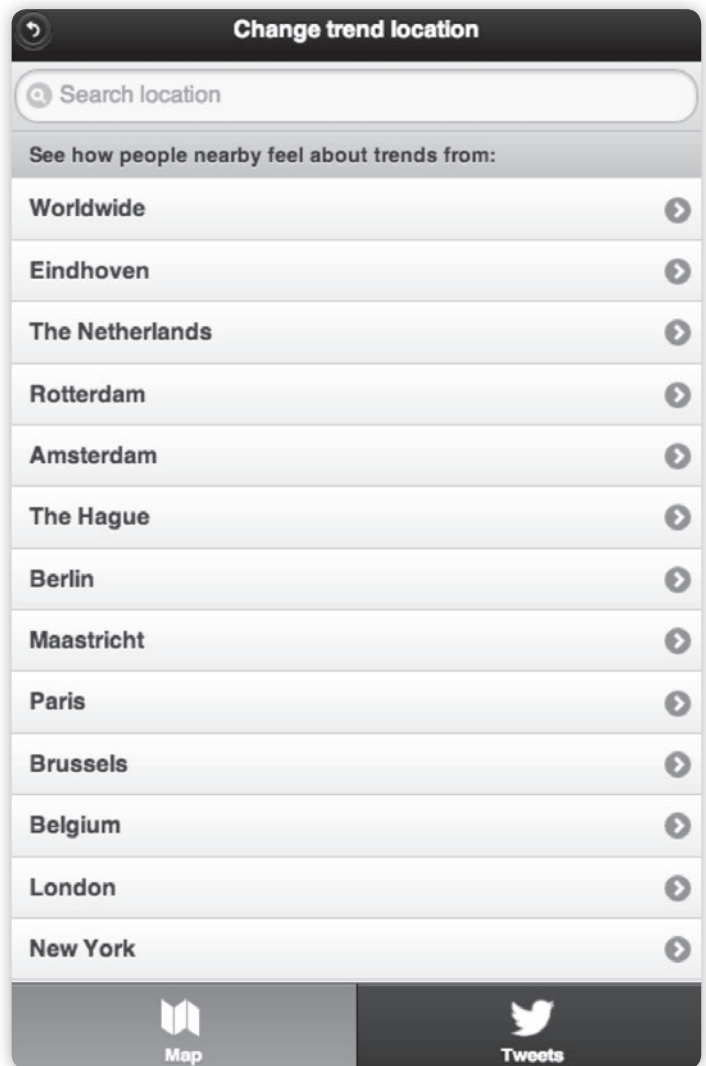 Change trend location
Search location
See how people nearby feel about trends from:
Worldwide
Eindhoven
The Netherlands
Rotterdam
Amsterdam
The Hague
Berlin
Maastricht
Paris
Brussels
Belgium
London
New York
Map
Tweets